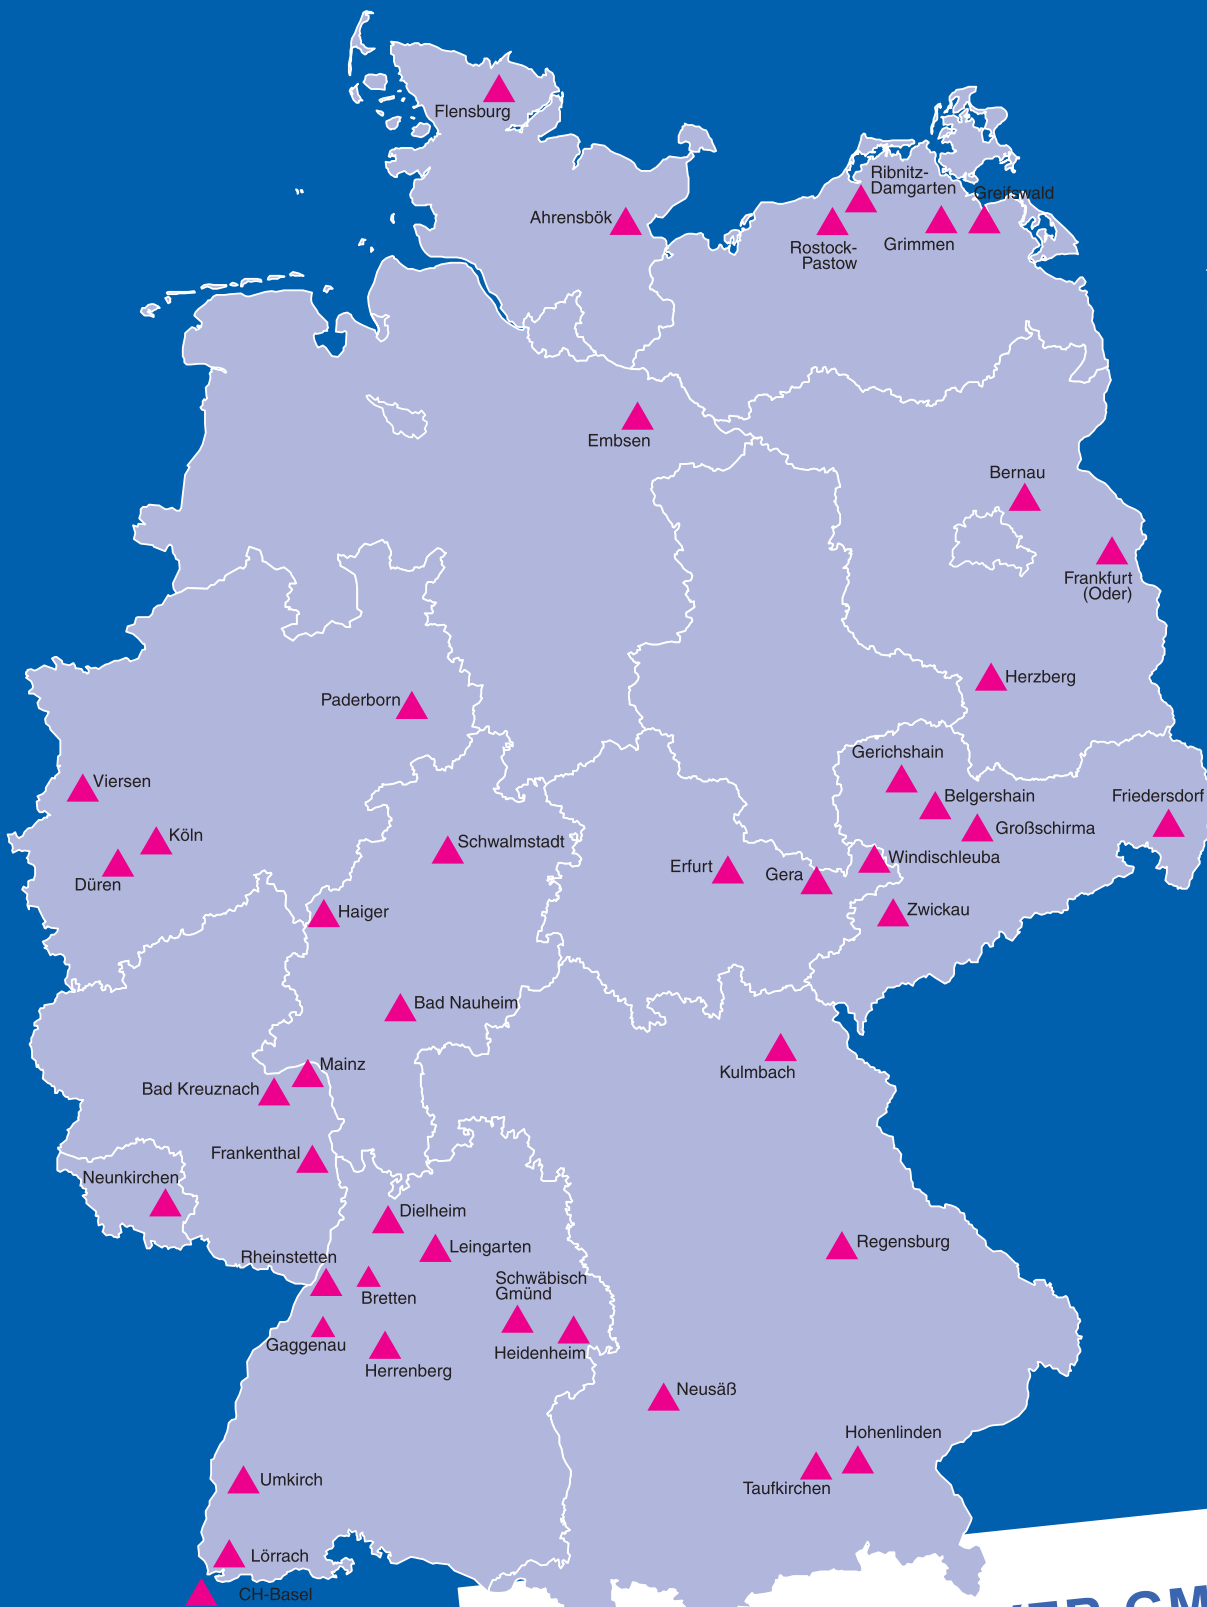 Flensburg
Ahrensbök
Ribnitz-
Damgarten
Greifswald
Rostock-
Pastow
Grimmen
Embsen
Bernau
Frankfurt
(Oder)
Herzberg
Paderborn
Gerichshain
Viersen
Belgershain
Friedersdorf
Köln
Großschirma
Schwalmstadt
Windischleuba
Düren
Erfurt
Gera
Haiger
Zwickau
Bad Nauheim
Mainz
Kulmbach
Bad Kreuznach
Frankenthal
Neunkirchen
Dielheim
Leingarten
Regensburg
Rheinstetten
Schwäbisch
Gmünd
Bretten
Gaggenau
Heidenheim
Herrenberg
Neusäß
Hohenlinden
Umkirch
Taufkirchen
Lörrach
CH-Basel